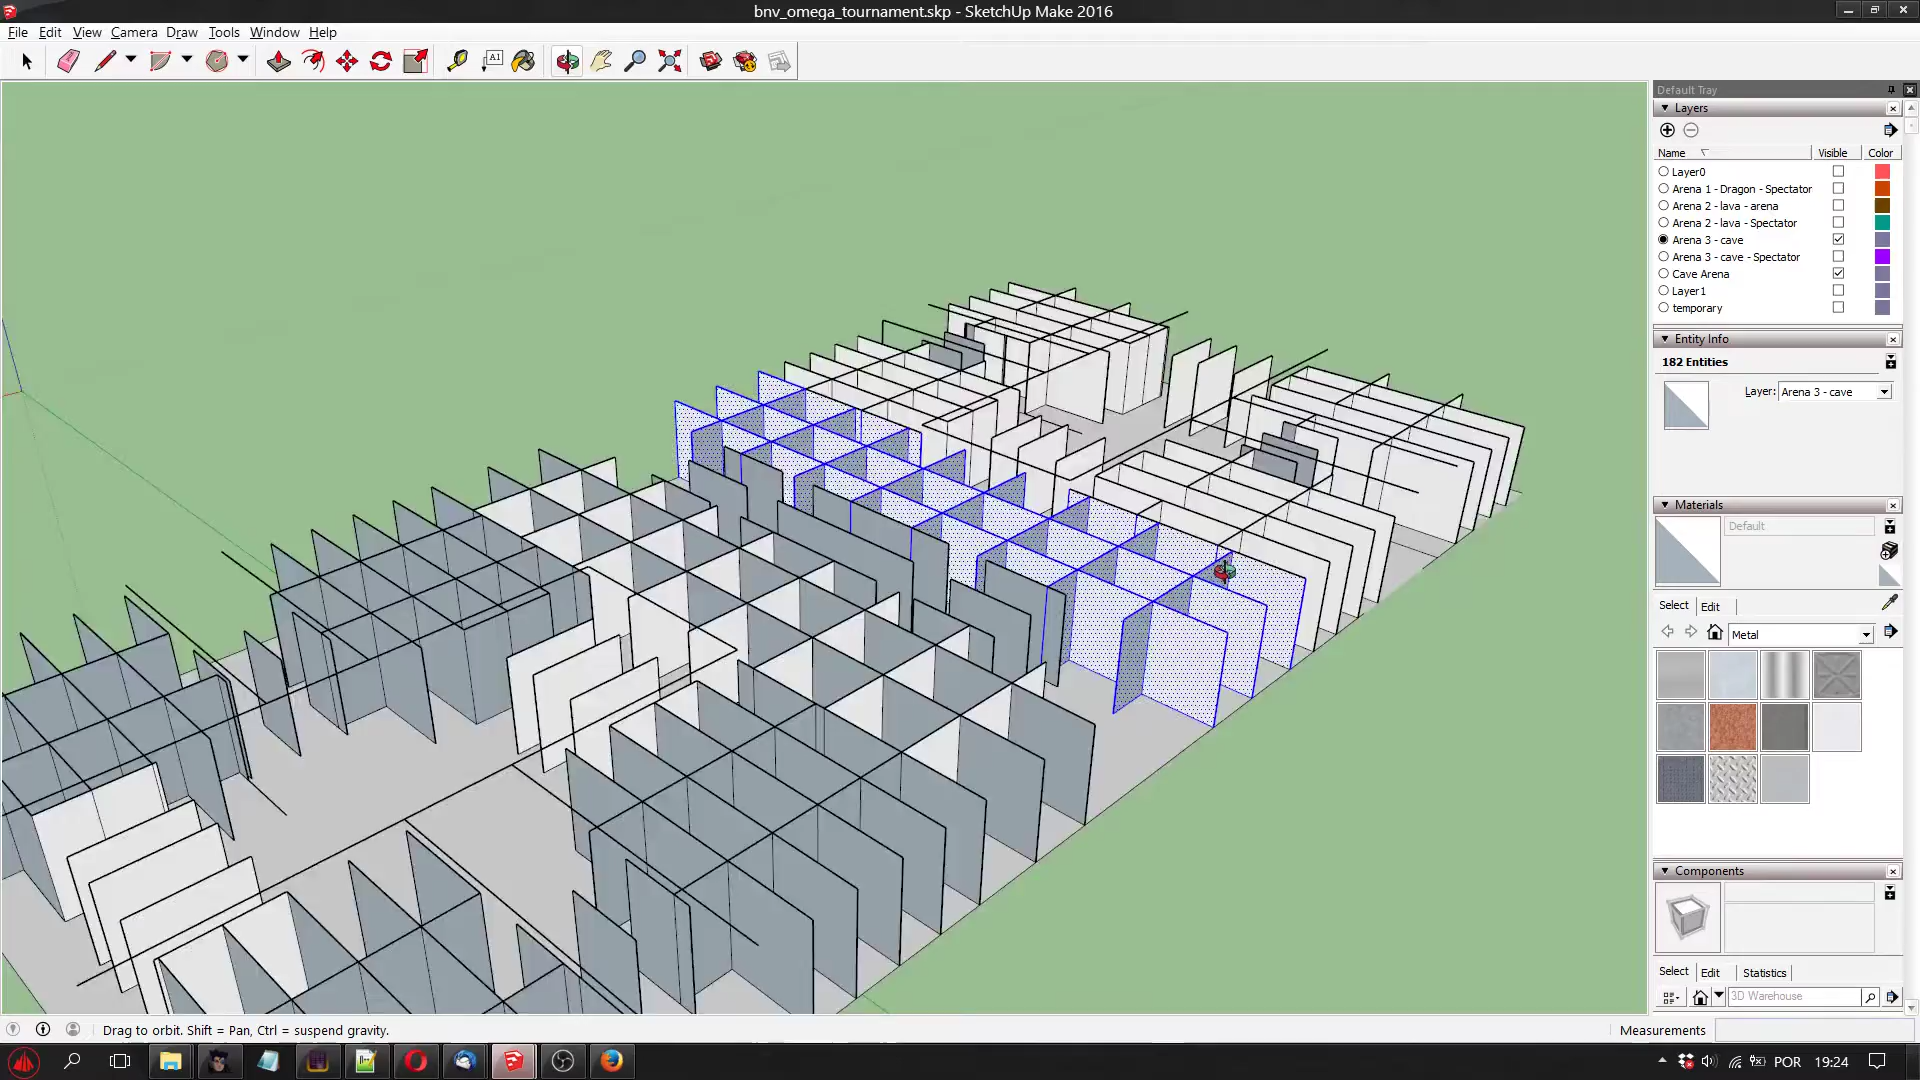 bnv_omega_tournament.skp - SketchUp Make 2016
File Edit View Camera Draw Tools Window Help
A1
Default Tray
Layers
Name Visible Color
Layer0
Arena 1 - Dragon - Spectator
Arena 2 - lava - arena
Arena 2 - lava - Spectator
Arena 3 - cave
Arena 3 - cave - Spectator
Cave Arena
Layer1
temporary
Entity Info
182 Entities
Layer: Arena 3 - cave
Materials
Default
Select Edit
Metal
Components
Select Edit Statistics
3D Warehouse
Drag to orbit. Shift = Pan, Ctrl = suspend gravity.
Measurements
POR 19:24